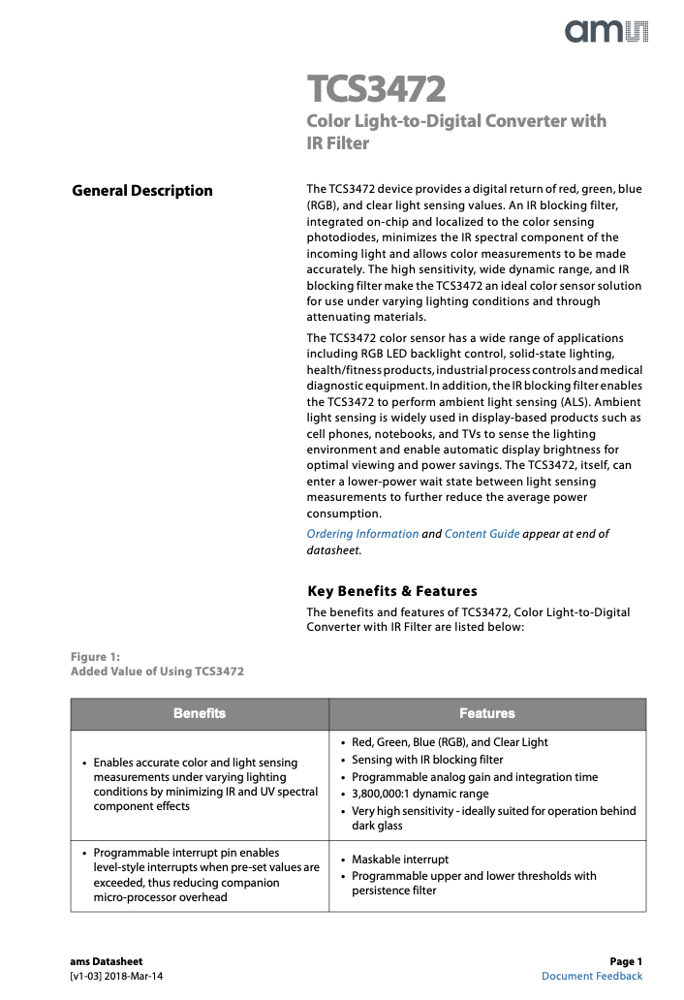 amu
TCS3472
Color Light-to-Digital Converter with
IR Filter
General Description
The TCS3472 device provides a digital return of red, green, blue
(RGB), and clear light sensing values. An IR blocking filter,
integrated on-chip and localized to the color sensing
photodiodes, minimizes the IR spectral component of the
incoming light and allows color measurements to be made
accurately. The high sensitivity, wide dynamic range, and IR
blocking filter make the TCS3472 an ideal color sensor solution
for use under varying lighting conditions and through
attenuating materials.
The TCS3472 color sensor has a wide range of applications
including RGB LED backlight control, solid-state lighting,
health/fitness products, industrial process controls and medical
diagnostic equipment. In addition, the IR blocking filter enables
the TCS3472 to perform ambient light sensing (ALS). Ambient
light sensing is widely used in display-based products such as
cell phones, notebooks, and TVs to sense the lighting
environment and enable automatic display brightness for
optimal viewing and power savings. The TCS3472, itself, can
enter a lower-power wait state between light sensing
measurements to further reduce the average power
consumption.
Ordering Information and Content Guide appear at end of
datasheet.
Key Benefits & Features
The benefits and features of TCS3472, Color Light-to-Digital
Converter with IR Filter are listed below:
Figure 1:
Added Value of Using TCS3472
Benefits
Features
• Enables accurate color and light sensing
measurements under varying lighting
conditions by minimizing IR and UV spectral
component effects
• Red, Green, Blue (RGB), and Clear Light
• Sensing with IR blocking filter
• Programmable analog gain and integration time
• 3,800,000:1 dynamic range
• Very high sensitivity - ideally suited for operation behind
dark glass
• Programmable interrupt pin enables
level-style interrupts when pre-set values are
exceeded, thus reducing companion
micro-processor overhead
• Maskable interrupt
• Programmable upper and lower thresholds with
persistence filter
ams Datasheet
[v1-03] 2018-Mar-14
Page 1
Document Feedback